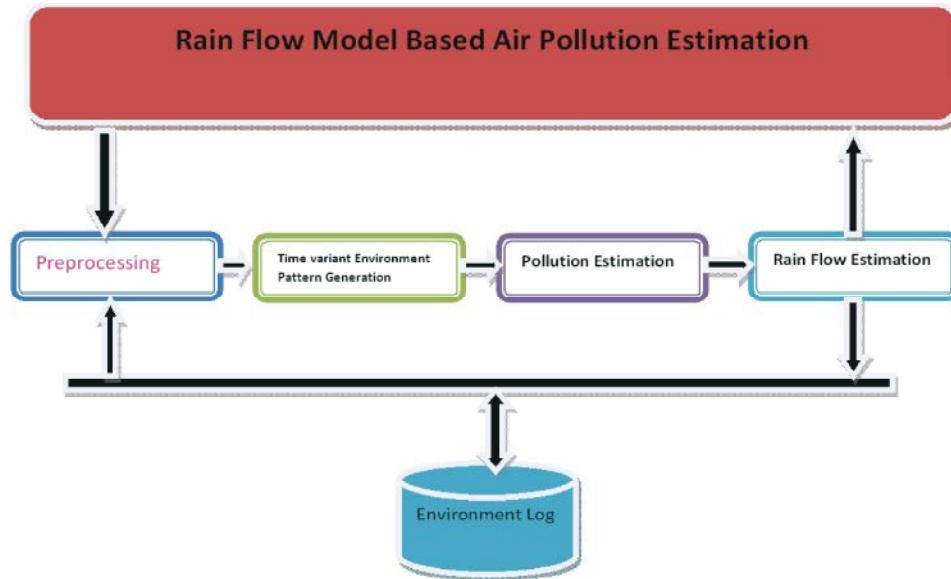 Rain Flow Model Based Air Pollution Estimation
Preprocessing
Time variant Environment
Pattern Generation
Pollution Estimation
Rain Flow Estimation
Environment Log